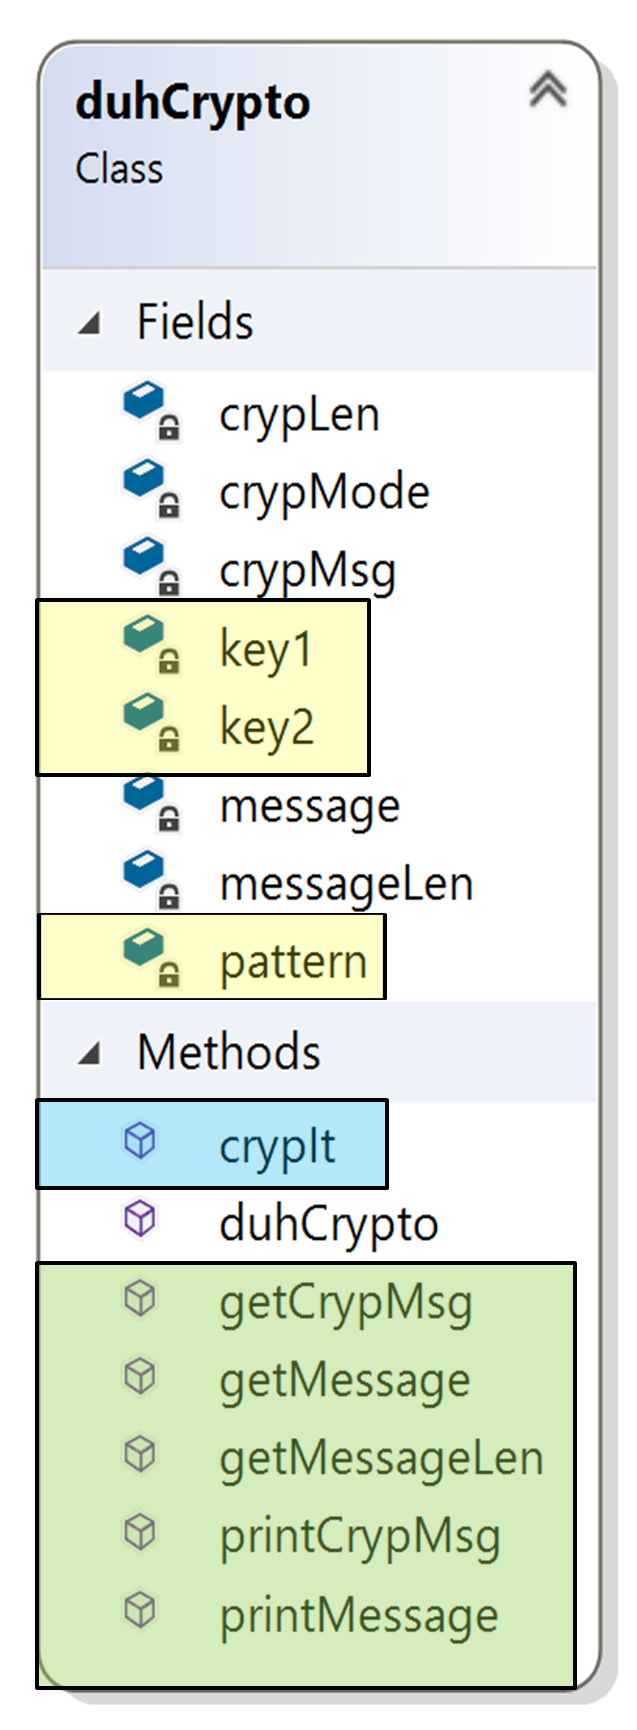 duhCrypto
Class
Fields
crypLen
crypMode
crypMsg
key1
key2
message
messageLen
pattern
Methods
crypIt
duhCrypto
getCrypMsg
getMessage
getMessageLen
printCrypMsg
printMessage